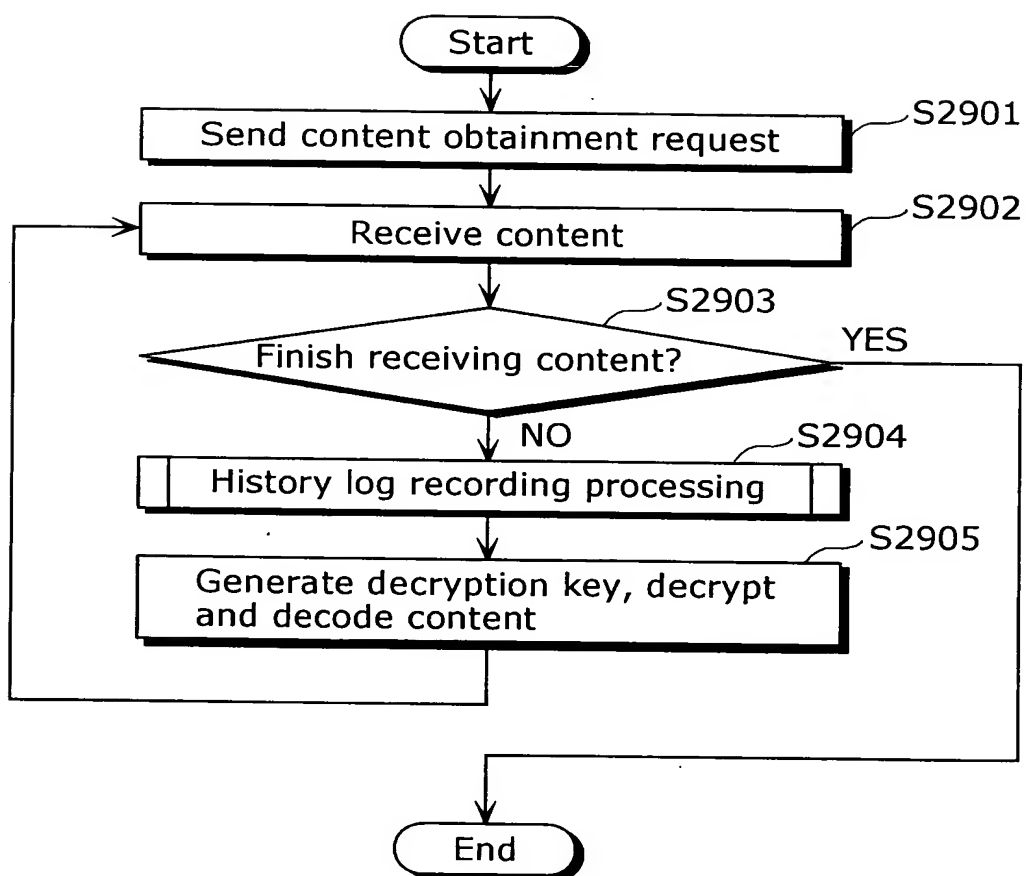 Start
Send content obtainment request
S2901
Receive content
S2902
S2903
Finish receiving content?
YES
NO
S2904
History log recording processing
S2905
Generate decryption key, decrypt
and decode content
End